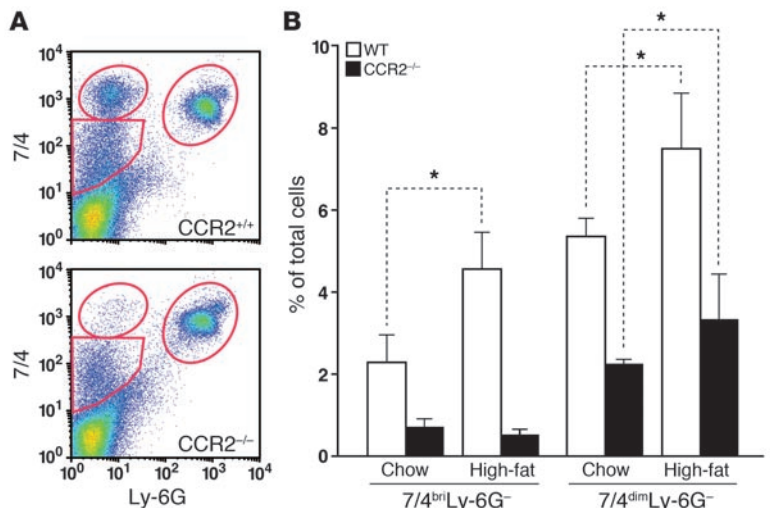 A
7/4
10⁴
10³
10²
10¹
10⁰
CCR2+/+
7/4
10⁴
10³
10²
10¹
10⁰
CCR2–/–
10⁰ 10¹ 10² 10³ 10⁴
Ly-6G
B
WT
CCR2–/–
% of total cells
10
8
6
4
2
0
*
*
*
Chow High-fat Chow High-fat
7/4briLy-6G– 7/4dimLy-6G–